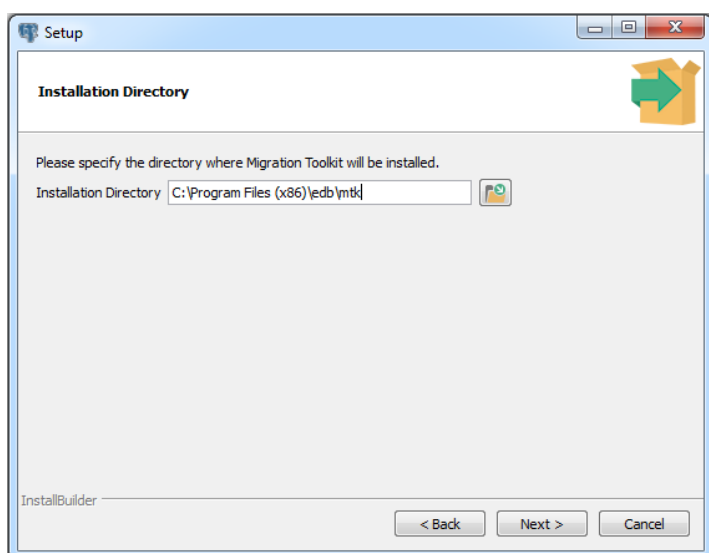 Setup
Installation Directory
Please specify the directory where Migration Toolkit will be installed.
Installation Directory C:\Program Files (x86)\edb\mtk
InstallBuilder
< Back Next > Cancel